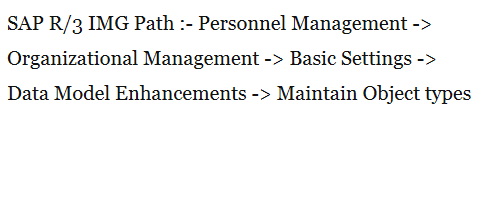 SAP R/3 IMG Path :- Personnel Management ->
Organizational Management -> Basic Settings ->
Data Model Enhancements -> Maintain Object types